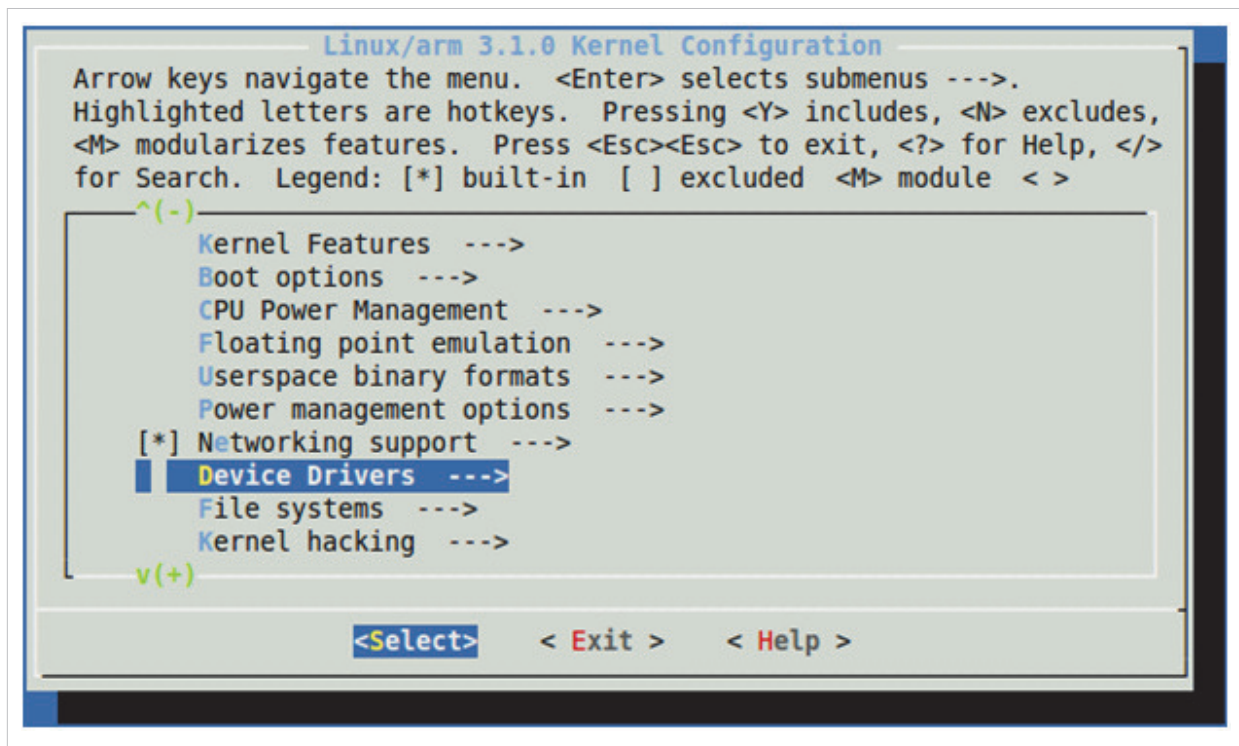 Linux/arm 3.1.0 Kernel Configuration
Arrow keys navigate the menu.  <Enter> selects submenus --->.
Highlighted letters are hotkeys.  Pressing <Y> includes, <N> excludes,
<M> modularizes features.  Press <Esc><Esc> to exit, <?> for Help, </>
for Search.  Legend: [*] built-in  [ ] excluded  <M> module  < >
^(-)
Kernel Features  --->
Boot options  --->
CPU Power Management  --->
Floating point emulation  --->
Userspace binary formats  --->
Power management options  --->
[*] Networking support  --->
Device Drivers  --->
File systems  --->
Kernel hacking  --->
v(+)
<Select>    < Exit >    < Help >